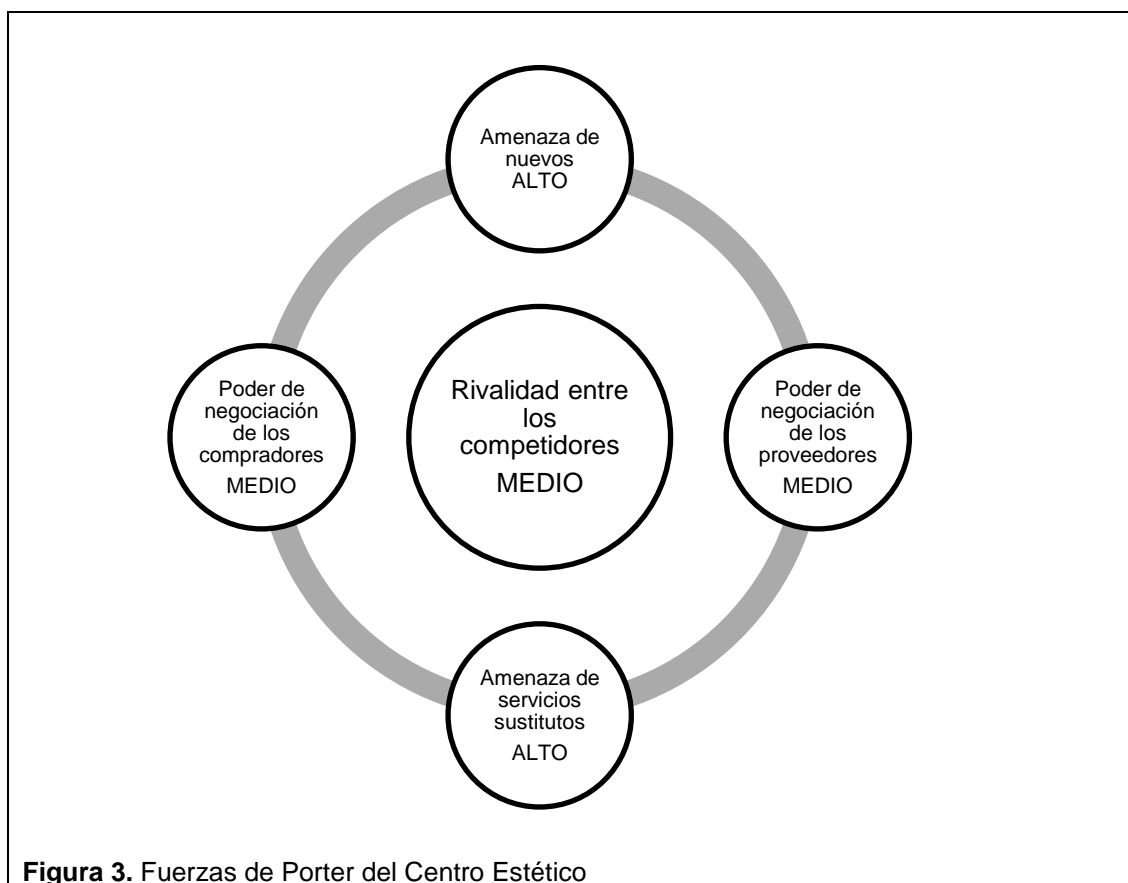 Amenaza de
nuevos
ALTO
Poder de
negociación
de los
compradores
MEDIO
Rivalidad entre
los
competidores
MEDIO
Poder de
negociación
de los
proveedores
MEDIO
Amenaza de
servicios
sustitutos
ALTO
Figura 3. Fuerzas de Porter del Centro Estético